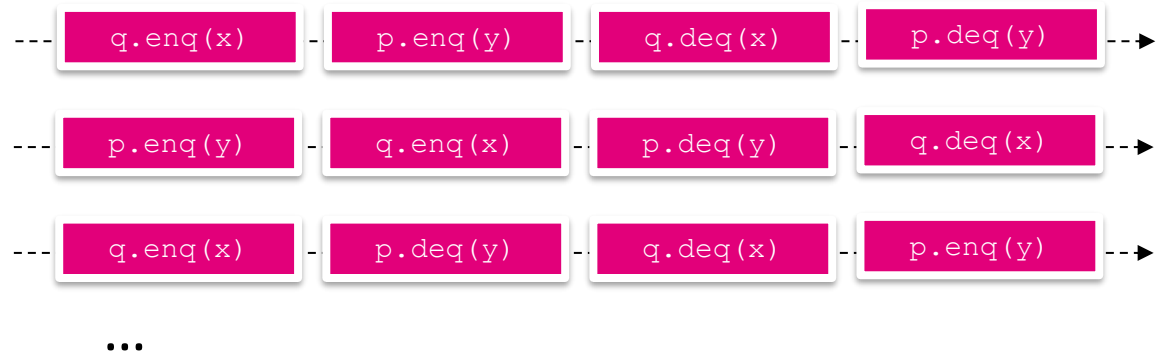 q.enq(x) p.enq(y) q.deq(x) p.deq(y)
p.enq(y) q.enq(x) p.deq(y) q.deq(x)
q.enq(x) p.deq(y) q.deq(x) p.enq(y)
...